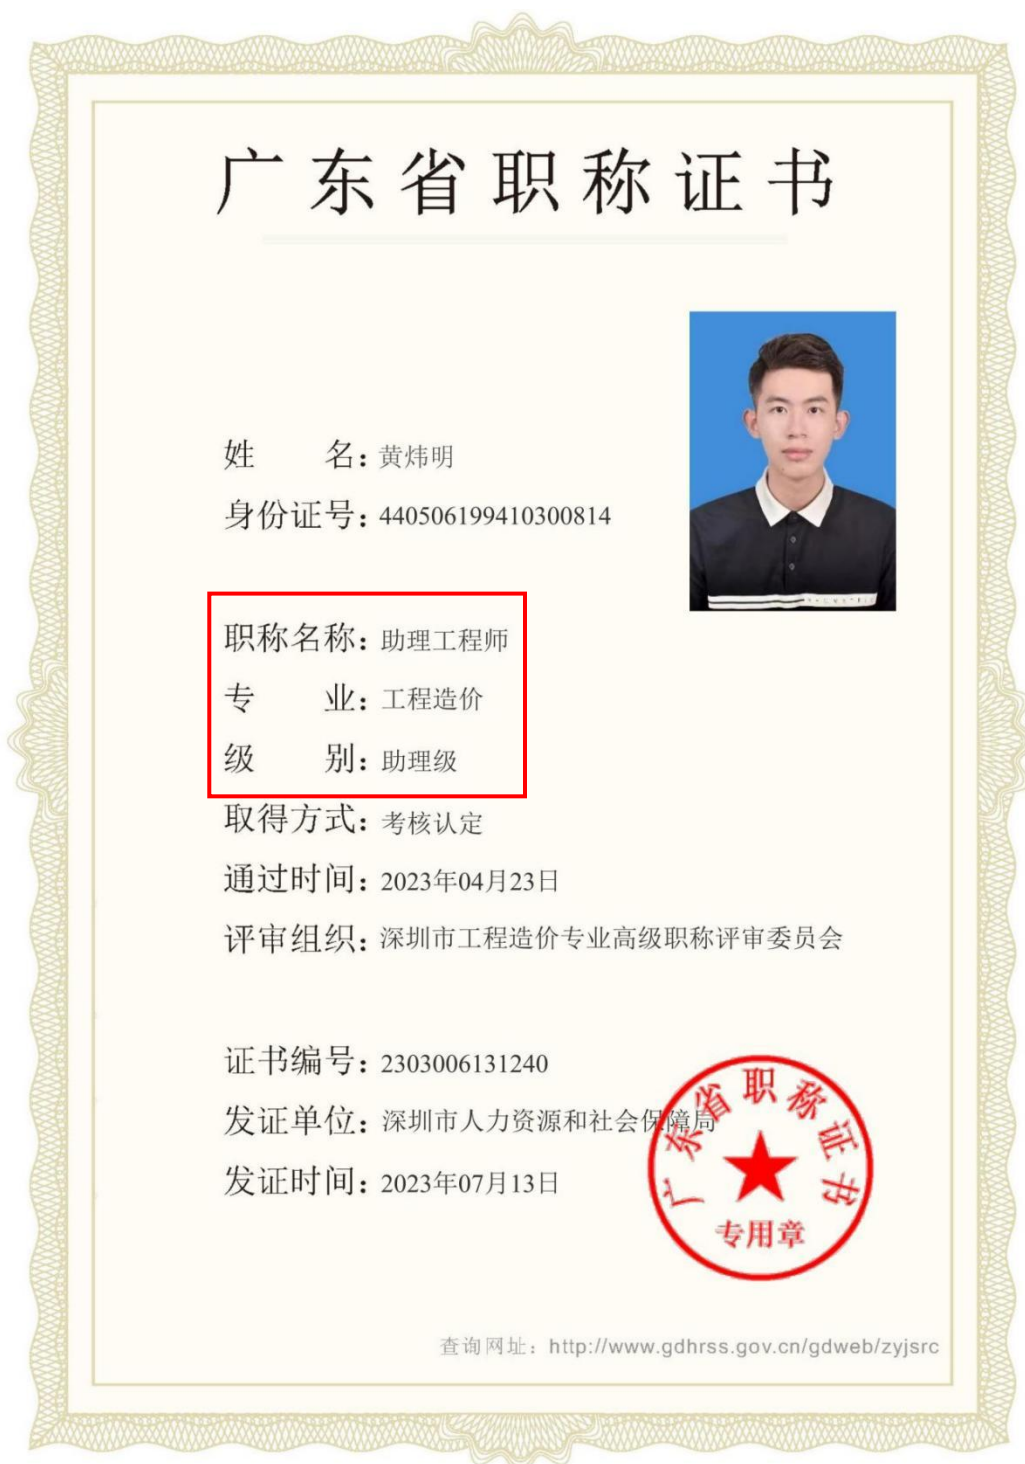 广东省职称证书
姓 名：黄炜明
身份证号：440506199410300814
职称名称：助理工程师
专 业：工程造价
级 别：助理级
取得方式：考核认定
通过时间：2023年04月23日
评审组织：深圳市工程造价专业高级职称评审委员会
证书编号：2303006131240
发证单位：深圳市人力资源和社会保障局
发证时间：2023年07月13日
广东省职称证书
专用章
查询网址：http://www.gdhrss.gov.cn/gdweb/zyjsrc